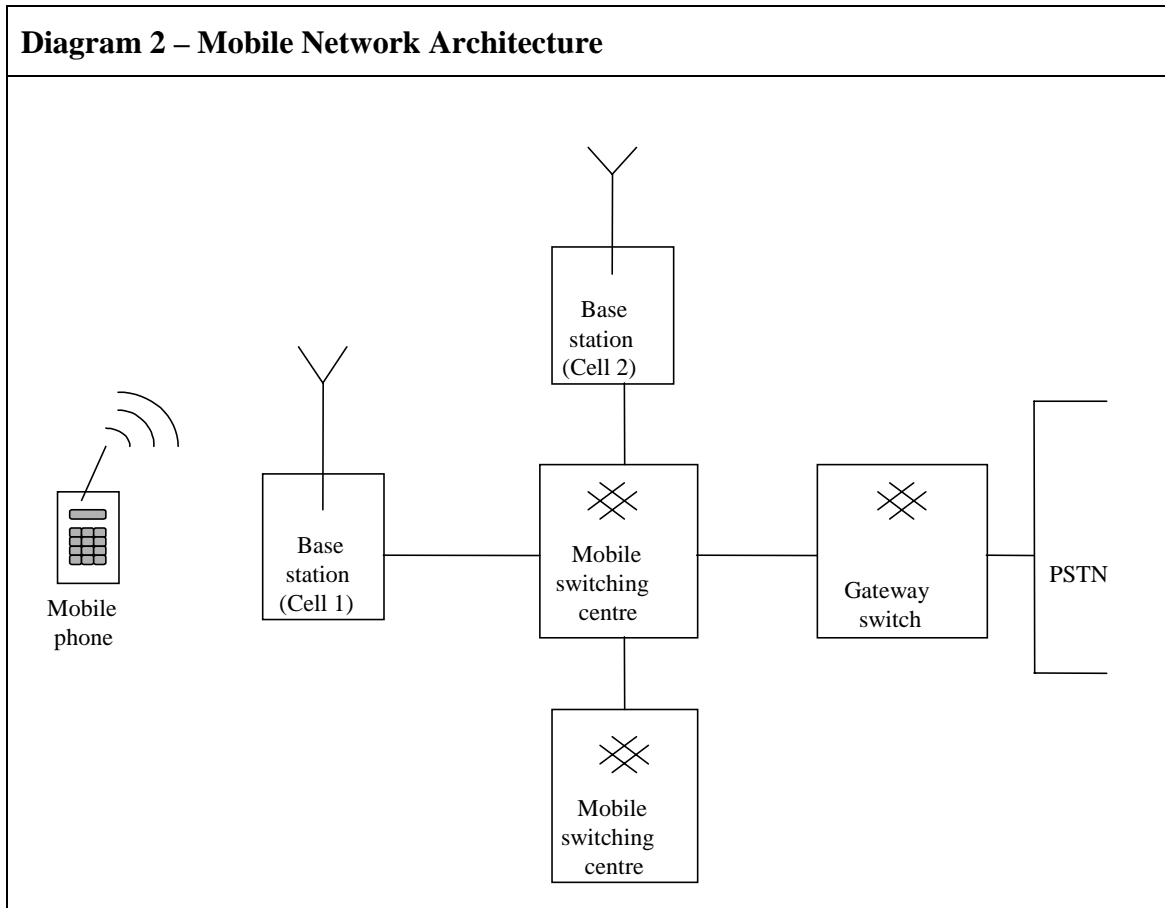 Diagram 2 – Mobile Network Architecture
Base
station
(Cell 2)
Base
station
(Cell 1)
Mobile
phone
Mobile
switching
centre
Gateway
switch
PSTN
Mobile
switching
centre